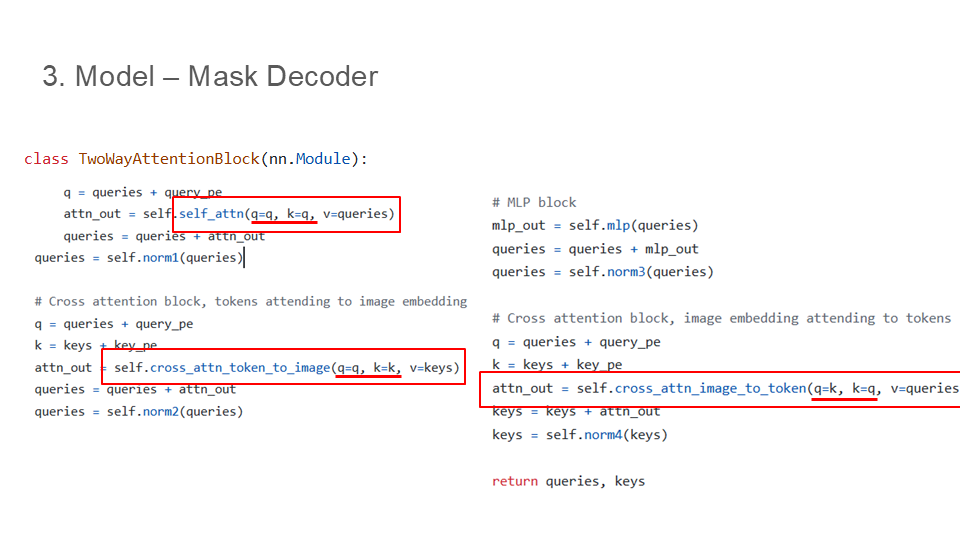 3. Model – Mask Decoder
class TwoWayAttentionBlock(nn.Module):
q = queries + query_pe
attn_out = self.self_attn(q=q, k=q, v=queries)
queries = queries + attn_out
queries = self.norm1(queries)
# Cross attention block, tokens attending to image embedding
q = queries + query_pe
k = keys + key_pe
attn_out = self.cross_attn_token_to_image(q=q, k=k, v=keys)
queries = queries + attn_out
queries = self.norm2(queries)
# MLP block
mlp_out = self.mlp(queries)
queries = queries + mlp_out
queries = self.norm3(queries)
# Cross attention block, image embedding attending to tokens
q = queries + query_pe
k = keys + key_pe
attn_out = self.cross_attn_image_to_token(q=k, k=q, v=queries
keys = keys + attn_out
keys = self.norm4(keys)
return queries, keys